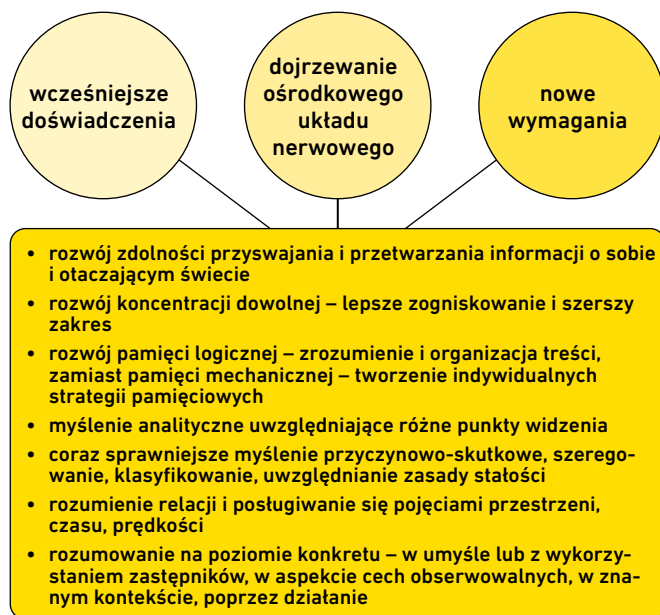 wcześniejsze
doświadczenia
dojrzewanie
ośrodkowego
układu
nerwowego
nowe
wymagania
• rozwój zdolności przyswajania i przetwarzania informacji o sobie
i otaczającym świecie
• rozwój koncentracji dowolnej – lepsze zogniskowanie i szerszy
zakres
• rozwój pamięci logicznej – zrozumienie i organizacja treści,
zamiast pamięci mechanicznej – tworzenie indywidualnych
strategii pamięciowych
• myślenie analityczne uwzględniające różne punkty widzenia
• coraz sprawniejsze myślenie przyczynowo-skutkowe, szerego-
wanie, klasyfikowanie, uwzględnianie zasady stałości
• rozumienie relacji i posługiwanie się pojęciami przestrzeni,
czasu, prędkości
• rozumowanie na poziomie konkretu – w umyśle lub z wykorzy-
staniem zastępników, w aspekcie cech obserwowalnych, w zna-
nym kontekście, poprzez działanie